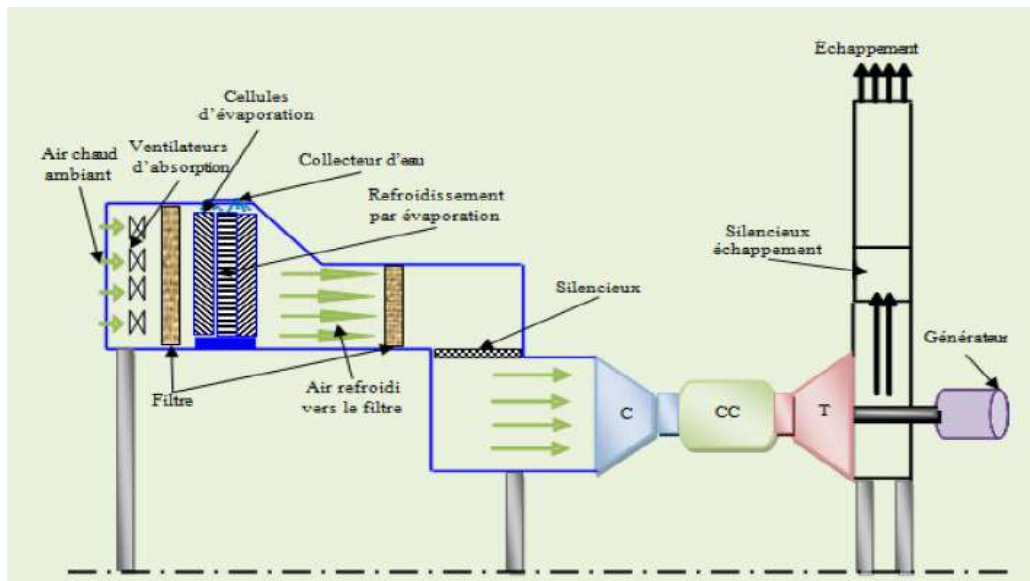 Échappement
Cellules
d'évaporation
Air chaud
ambiant
Ventilateurs
d'absorption
Collecteur d'eau
Refroidissement
par évaporation
Silencieux
échappement
Silencieux
Générateur
Filtre
Air refroidi
vers le filtre
C
CC
T